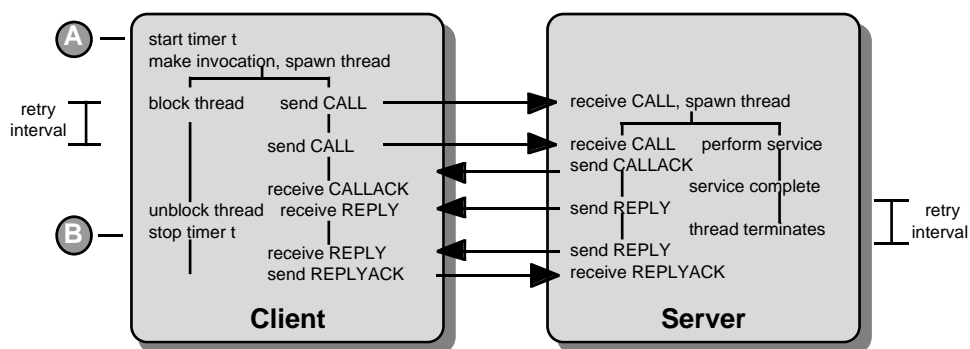 A
start timer t
make invocation, spawn thread
retry
interval
block thread
send CALL
send CALL
receive CALLACK
unblock thread
receive REPLY
B
stop timer t
receive REPLY
send REPLYACK
Client
receive CALL, spawn thread
receive CALL
perform service
send CALLACK
service complete
send REPLY
thread terminates
send REPLY
receive REPLYACK
Server
retry
interval